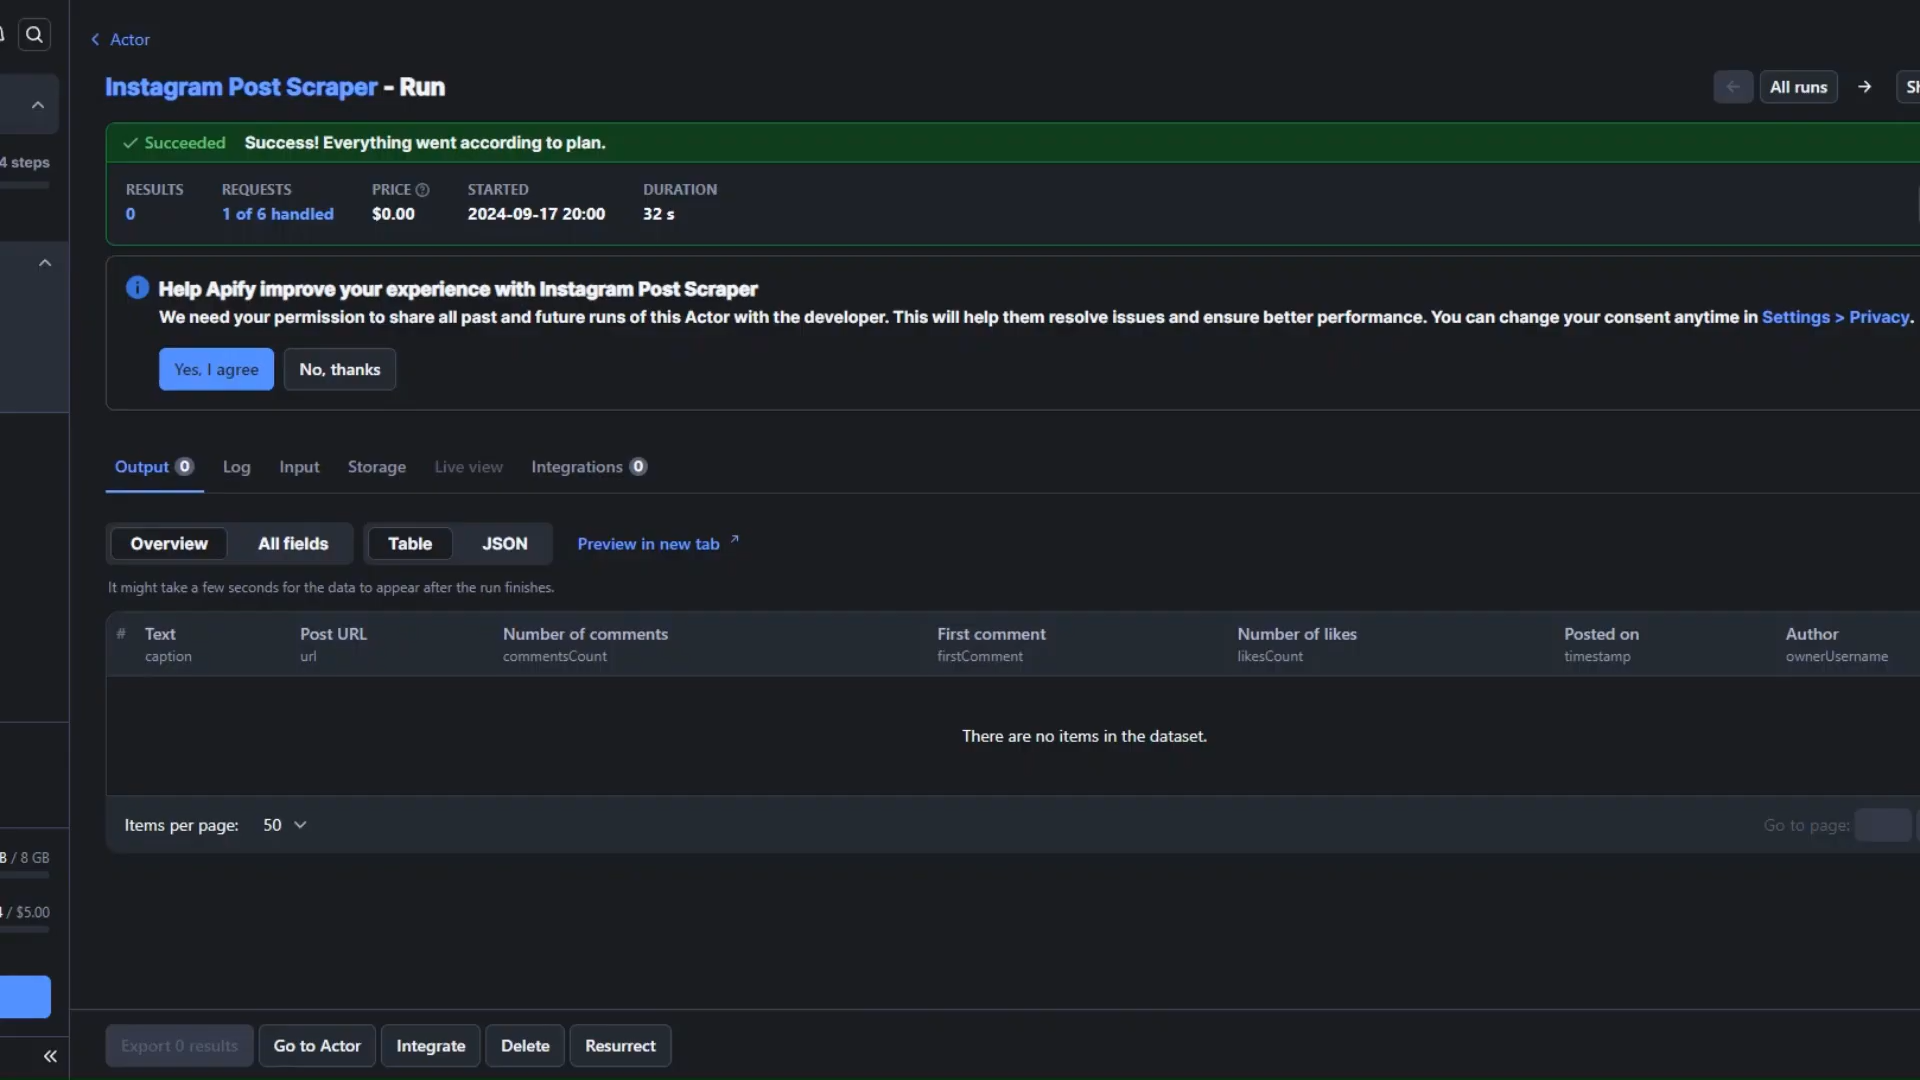 Actor
Instagram Post Scraper - Run
All runs
4 steps
Succeeded Success! Everything went according to plan.
RESULTS REQUESTS PRICE STARTED DURATION
0 1 of 6 handled $0.00 2024-09-17 20:00 32 s
Help Apify improve your experience with Instagram Post Scraper
We need your permission to share all past and future runs of this Actor with the developer. This will help them resolve issues and ensure better performance. You can change your consent anytime in Settings > Privacy.
Yes, I agree No, thanks
Output 0 Log Input Storage Live view Integrations 0
Overview All fields Table JSON Preview in new tab
It might take a few seconds for the data to appear after the run finishes.
# Text Post URL Number of comments First comment Number of likes Posted on Author
caption url commentsCount firstComment likesCount timestamp ownerUsername
There are no items in the dataset.
Items per page: 50 Go to page:
B / 8 GB
/ $5.00
Export 0 results Go to Actor Integrate Delete Resurrect